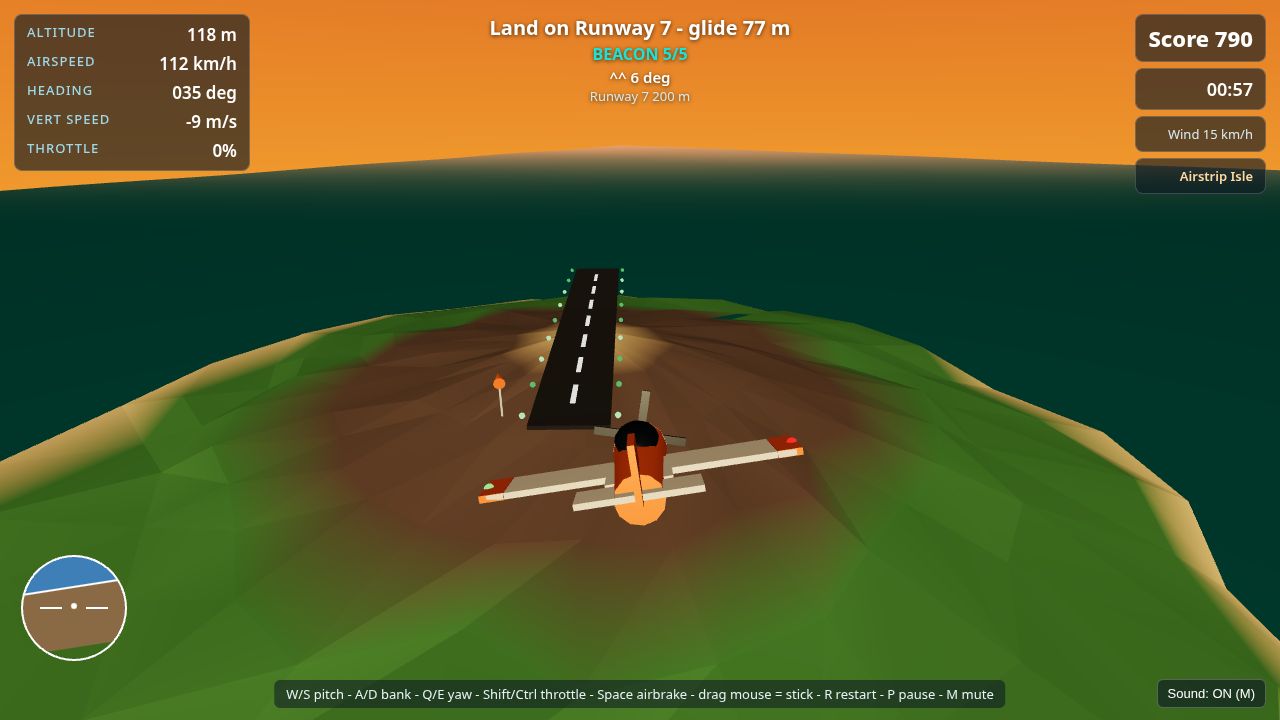 ALTITUDE 118 m
AIRSPEED 112 km/h
HEADING 035 deg
VERT SPEED -9 m/s
THROTTLE 0%
Land on Runway 7 - glide 77 m
BEACON 5/5
^^ 6 deg
Runway 7 200 m
Score 790
00:57
Wind 15 km/h
Airstrip Isle
W/S pitch - A/D bank - Q/E yaw - Shift/Ctrl throttle - Space airbrake - drag mouse = stick - R restart - P pause - M mute
Sound: ON (M)